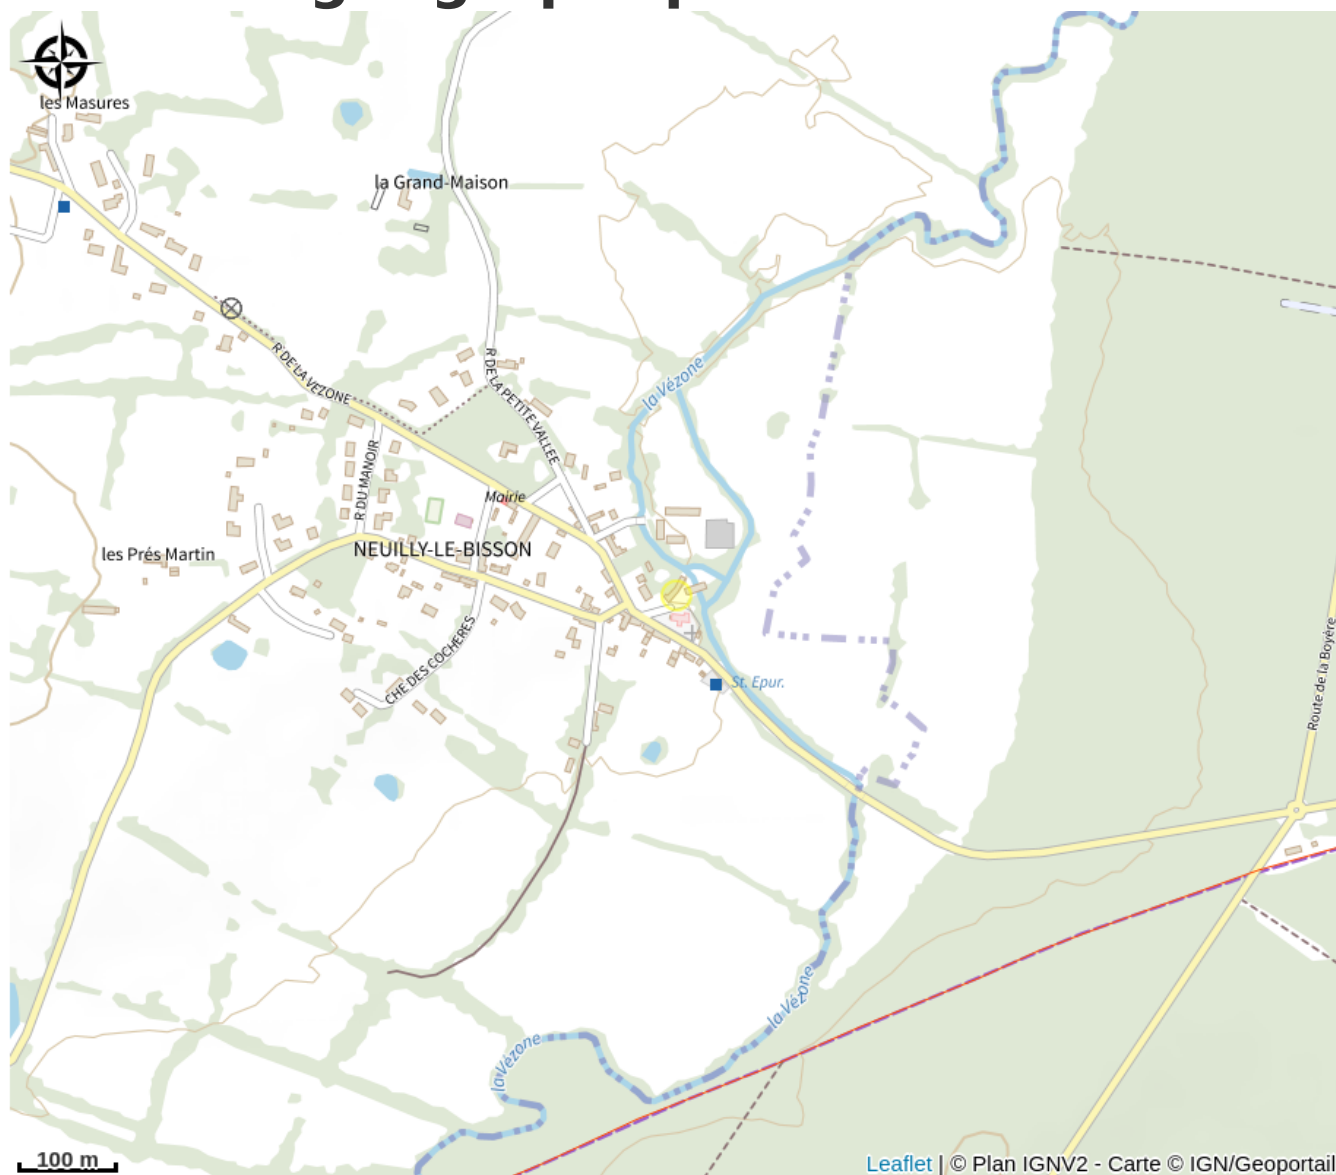 les Masures
la Grand-Maison
R DE LA VEZONE
R DE LA PETITE VALLEE
la Vézone
R DU MANOIR
Mairie
les Prés Martin
NEUILLY-LE-BISSON
CHE DES COCHERES
St. Epur.
Route de la Boyère
la Vézone
la Vézone
100 m
Leaflet | © Plan IGNV2 - Carte © IGN/Geoportail